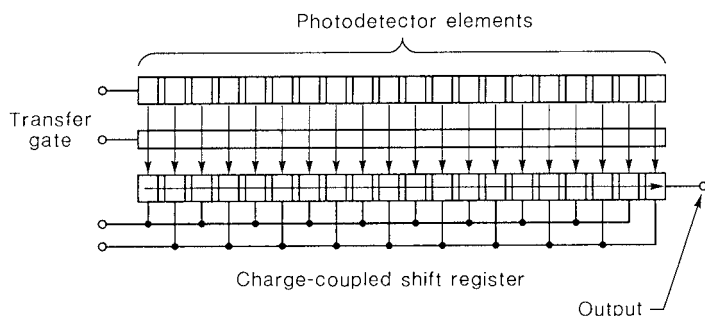 Photodetector elements
Transfer
gate
Charge-coupled shift register
Output